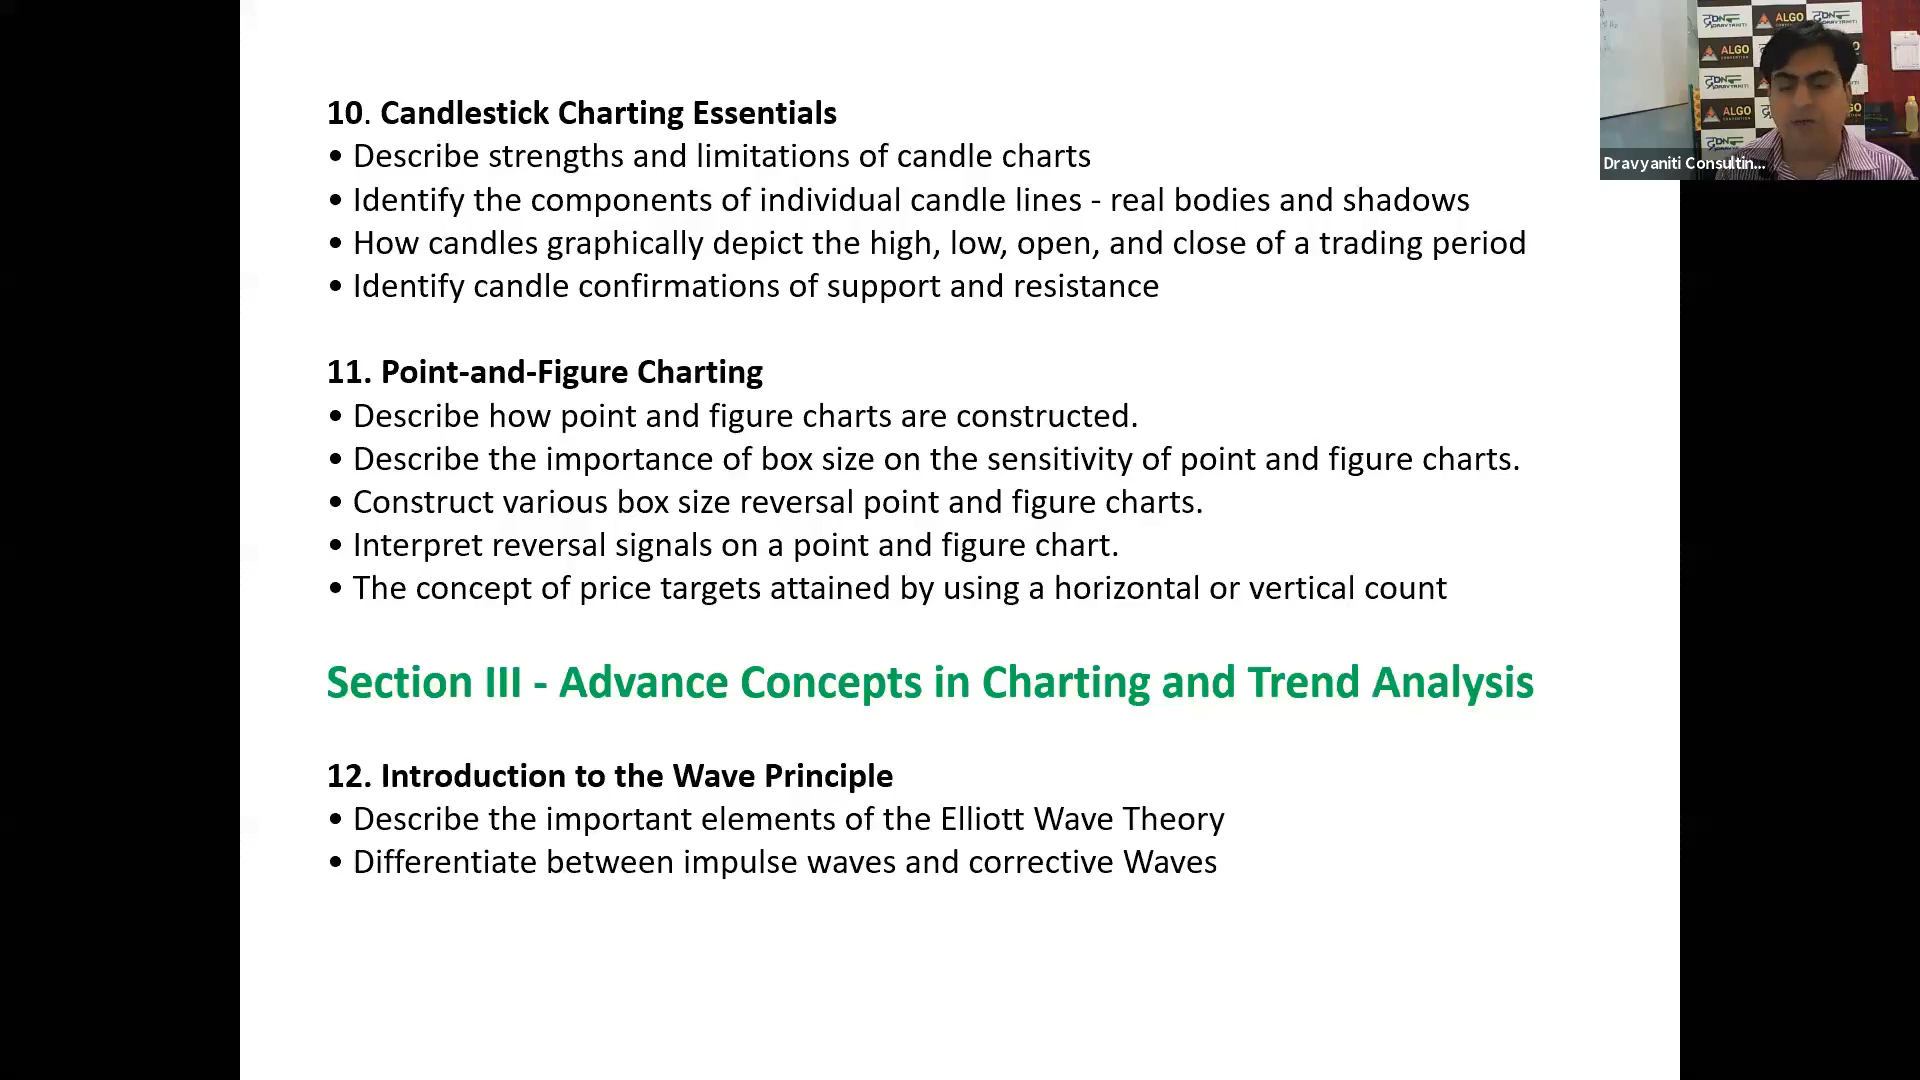 10. Candlestick Charting Essentials
• Describe strengths and limitations of candle charts
• Identify the components of individual candle lines - real bodies and shadows
• How candles graphically depict the high, low, open, and close of a trading period
• Identify candle confirmations of support and resistance
11. Point-and-Figure Charting
• Describe how point and figure charts are constructed.
• Describe the importance of box size on the sensitivity of point and figure charts.
• Construct various box size reversal point and figure charts.
• Interpret reversal signals on a point and figure chart.
• The concept of price targets attained by using a horizontal or vertical count
Section III - Advance Concepts in Charting and Trend Analysis
12. Introduction to the Wave Principle
• Describe the important elements of the Elliott Wave Theory
• Differentiate between impulse waves and corrective Waves
ALGO
ALGO
ALGO
Dravyaniti Consultin...